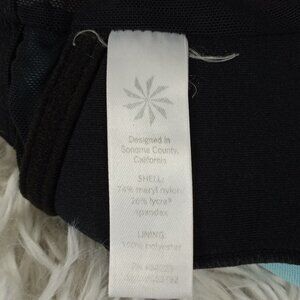 Designed in
Sonoma County,
California
SHELL:
74% meryl nylon/
26% lycra®
spandex
LINING:
100% polyester